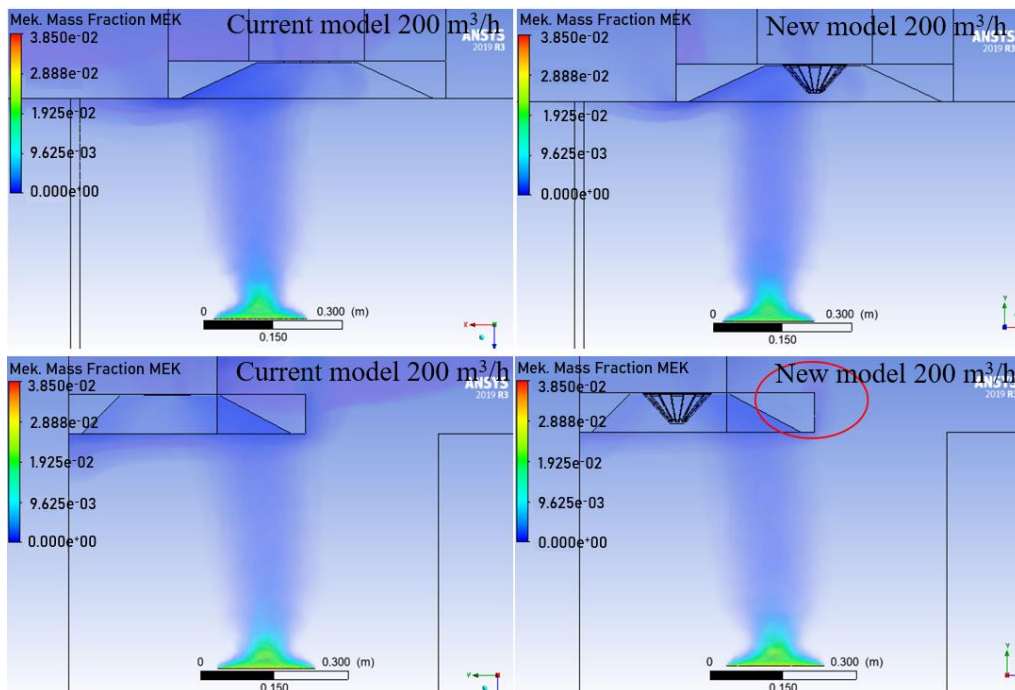 Mek. Mass Fraction MEK
Current model 200 m³/h
3.850e-02
2.888e-02
1.925e-02
9.625e-03
0.000e+00
ANSYS
2019 R3
0
0.300 (m)
0.150
X
Mek. Mass Fraction MEK
New model 200 m³/h
3.850e-02
2.888e-02
1.925e-02
9.625e-03
0.000e+00
ANSYS
2019 R3
0
0.300 (m)
0.150
Y
Mek. Mass Fraction MEK
Current model 200 m³/h
3.850e-02
2.888e-02
1.925e-02
9.625e-03
0.000e+00
ANSYS
2019 R3
0
0.300 (m)
0.150
Y
Mek. Mass Fraction MEK
New model 200 m³/h
3.850e-02
2.888e-02
1.925e-02
9.625e-03
0.000e+00
ANSYS
2019 R3
0
0.300 (m)
0.150
Y